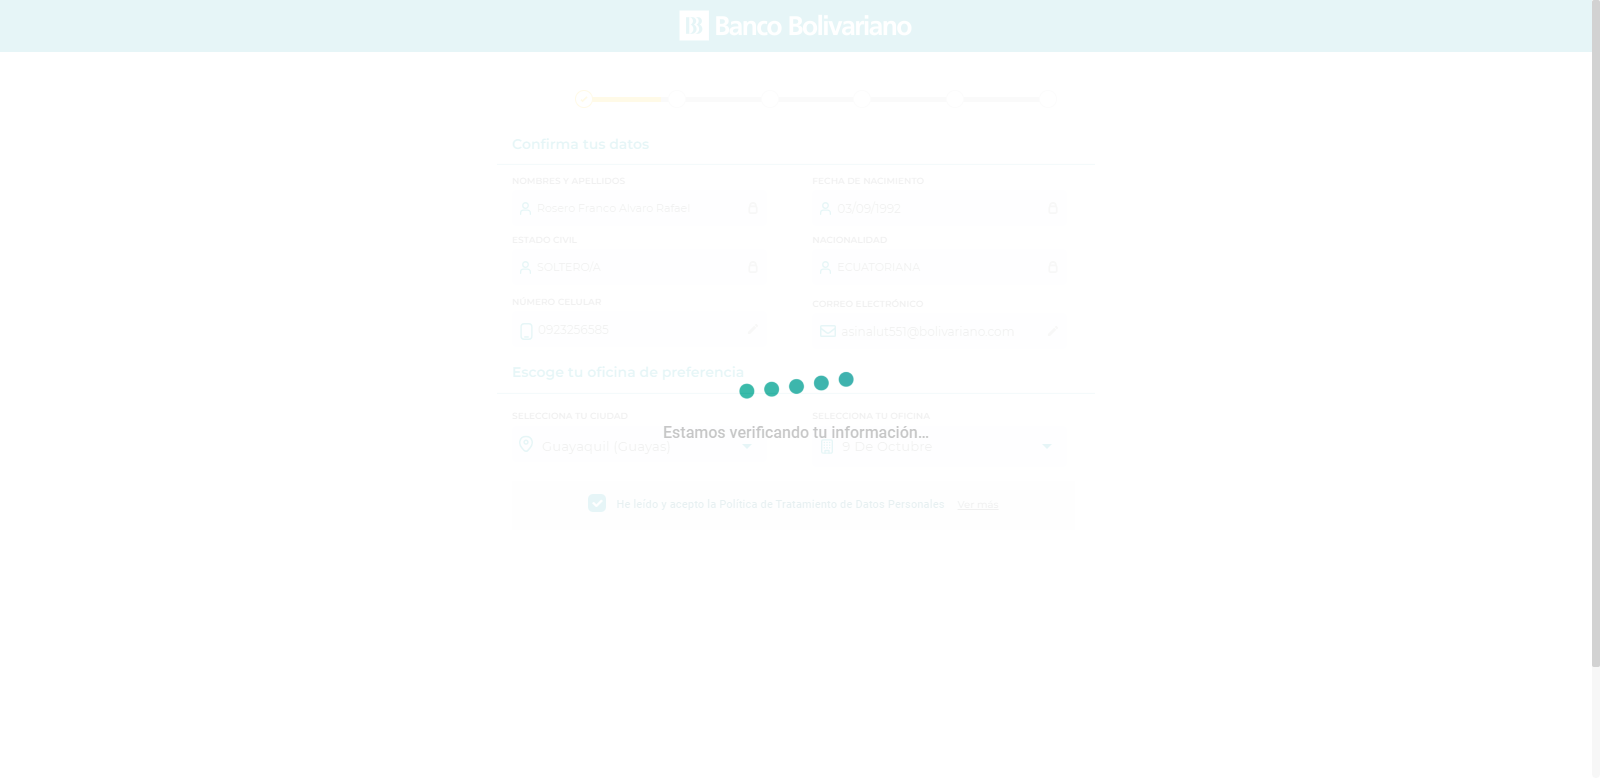 Banco Bolivariano
Confirma tus datos
NOMBRES Y APELLIDOS
FECHA DE NACIMIENTO
Rosero Franco Alvaro Rafael
03/09/1992
ESTADO CIVIL
NACIONALIDAD
SOLTERO/A
ECUATORIANA
NÚMERO CELULAR
CORREO ELECTRÓNICO
0923256585
asinalut551@bolivariano.com
Escoge tu oficina de preferencia
SELECCIÓNA TU CIUDAD
SELECCIONA TU OFICINA
Estamos verificando tu información...
Guayaquil (Guayas)
9 De Octubre
He leído y acepto la Política de Tratamiento de Datos Personales Ver más